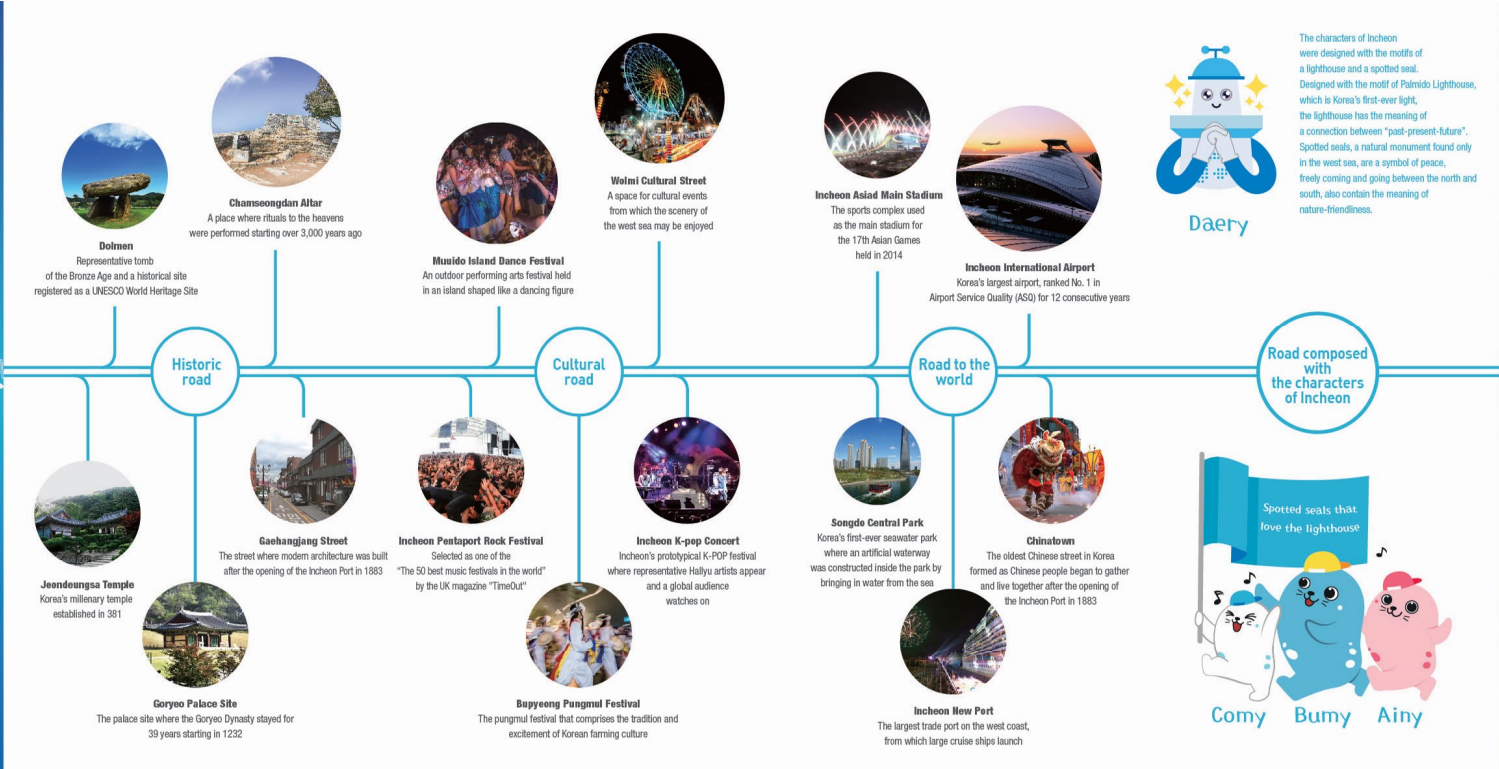 Dolmen
Representative tomb
of the Bronze Age and a historical site
registered as a UNESCO World Heritage Site
Chamseongdan Altar
A place where rituals to the heavens
were performed starting over 3,000 years ago
Muuido Island Dance Festival
An outdoor performing arts festival held
in an island shaped like a dancing figure
Wolmi Cultural Street
A space for cultural events
from which the scenery of
the west sea may be enjoyed
Incheon Asiad Main Stadium
The sports complex used
as the main stadium for
the 17th Asian Games
held in 2014
Incheon International Airport
Korea's largest airport, ranked No. 1 in
Airport Service Quality (ASQ) for 12 consecutive years
Daery
The characters of Incheon
were designed with the motifs of
a lighthouse and a spotted seal.
Designed with the motif of Palmido Lighthouse,
which is Korea's first-ever light,
the lighthouse has the meaning of
a connection between "past-present-future".
Spotted seals, a natural monument found only
in the west sea, are a symbol of peace,
freely coming and going between the north and
south, also contain the meaning of
nature-friendliness.
Historic
road
Cultural
road
Road to the
world
Road composed
with
the characters
of Incheon
Jeondeungsa Temple
Korea's millenary temple
established in 381
Goryeo Palace Site
The palace site where the Goryeo Dynasty stayed for
39 years starting in 1232
Gaehangjang Street
The street where modern architecture was built
after the opening of the Incheon Port in 1883
Incheon Pentaport Rock Festival
Selected as one of the
"The 50 best music festivals in the world"
by the UK magazine "TimeOut"
Bupyeong Pungmul Festival
The pungmul festival that comprises the tradition and
excitement of Korean farming culture
Incheon K-pop Concert
Incheon's prototypical K-POP festival
where representative Hallyu artists appear
and a global audience
watches on
Songdo Central Park
Korea's first-ever seawater park
where an artificial waterway
was constructed inside the park by
bringing in water from the sea
Incheon New Port
The largest trade port on the west coast,
from which large cruise ships launch
Chinatown
The oldest Chinese street in Korea
formed as Chinese people began to gather
and live together after the opening of
the Incheon Port in 1883
Spotted seals that
love the lighthouse
Comy Bumy Ainy